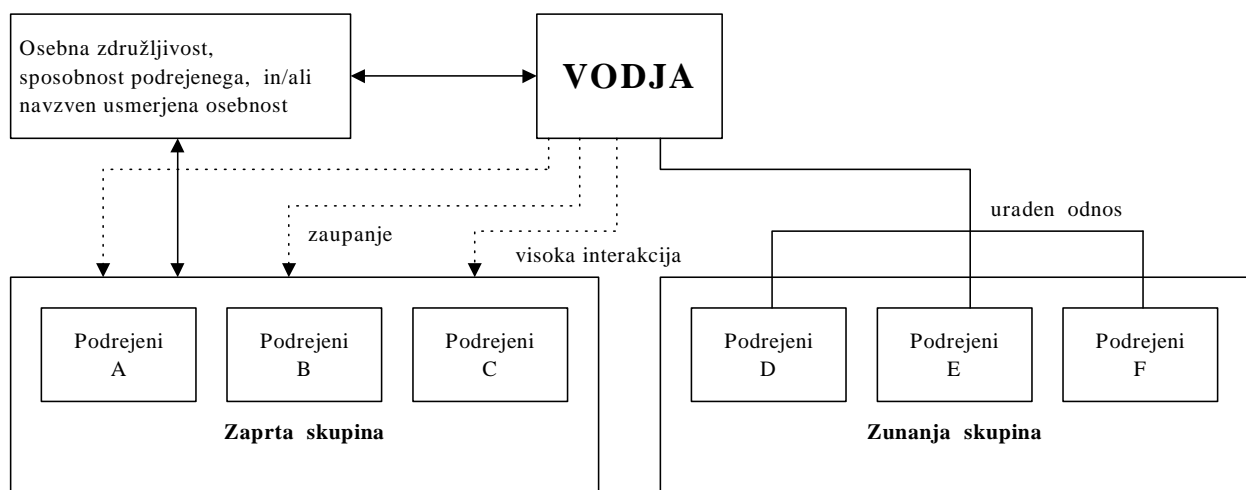 Osebna združljivost,
sposobnost podrejenega, in/ali
navzven usmerjena osebnost
VODJA
uraden odnos
zaupanje
visoka interakcija
Podrejeni
A
Podrejeni
B
Podrejeni
C
Zaprta skupina
Podrejeni
D
Podrejeni
E
Podrejeni
F
Zunanja skupina